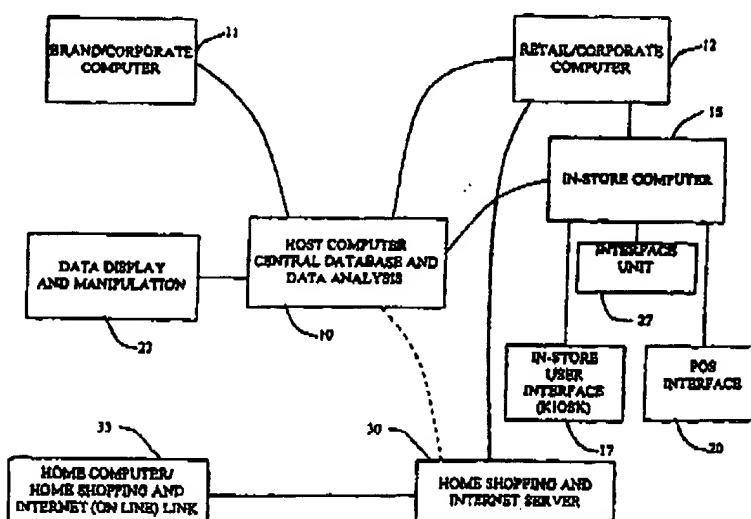 11
BRAND/CORPORATE
COMPUTER
RETAIL/CORPORATE
COMPUTER
12
15
IN-STORE COMPUTER
HOST COMPUTER
CENTRAL DATABASE AND
DATA ANALYSIS
10
DATA DISPLAY
AND MANIPULATION
22
INTERFACE
UNIT
27
IN-STORE
USER
INTERFACE
(KIOSK)
17
POS
INTERFACE
20
35
HOME COMPUTER/
HOME SHOPPING AND
INTERNET (ON LINE) LINK
30
HOME SHOPPING AND
INTERNET SERVER